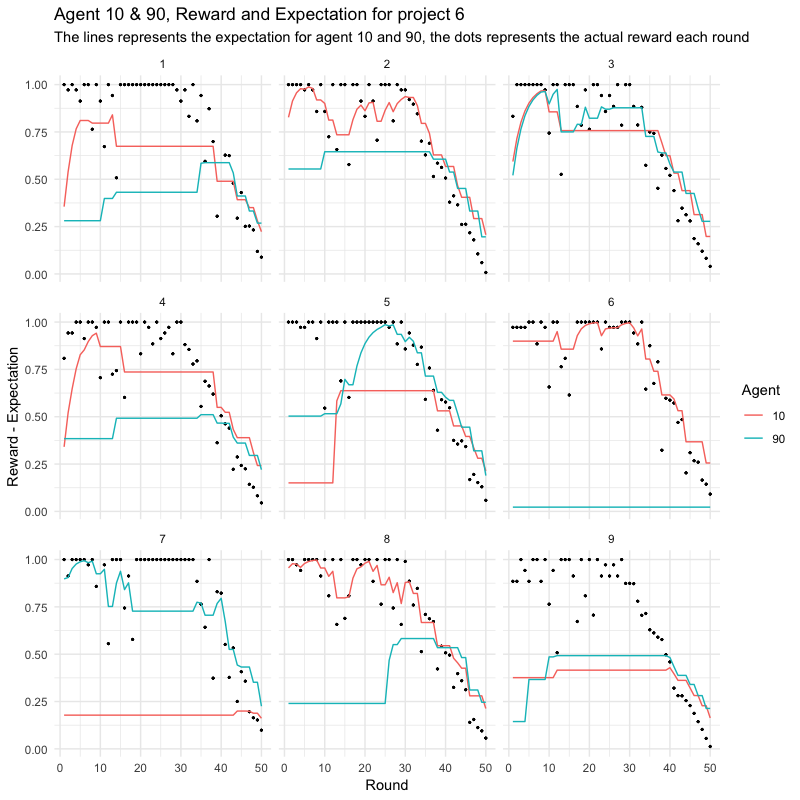 Agent 10 & 90, Reward and Expectation for project 6
The lines represents the expectation for agent 10 and 90, the dots represents the actual reward each round
1 2 3
1.00
0.75
0.50
0.25
0.00
4 5 6
1.00
0.75
0.50
0.25
0.00
Reward - Expectation
7 8 9
1.00
0.75
0.50
0.25
0.00
0 10 20 30 40 50 0 10 20 30 40 50 0 10 20 30 40 50
Round
Agent
10
90